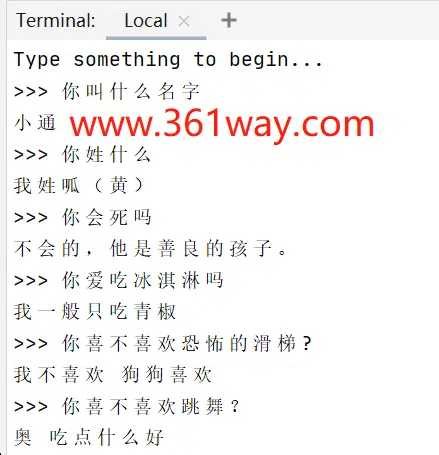 Terminal: Local × +
Type something to begin...
>>> 你叫什么名字
小通
www.361way.com
>>> 你姓什么
我姓呱（黄）
>>> 你会死吗
不会的，他是善良的孩子。
>>> 你爱吃冰淇淋吗
我一般只吃青椒
>>> 你喜不喜欢恐怖的滑梯?
我不喜欢 狗狗喜欢
>>> 你喜不喜欢跳舞？
奥 吃点什么好